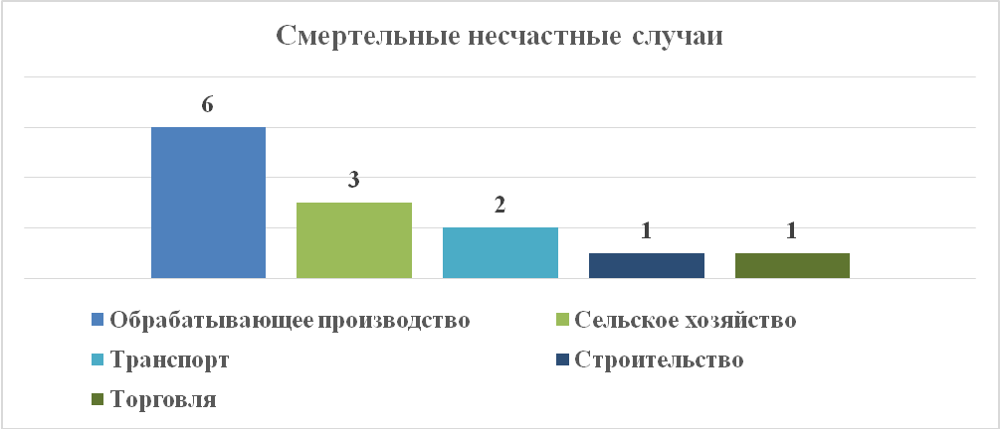 Смертельные несчастные случаи
6
3
2
1
1
Обрабатывающее производство
Сельское хозяйство
Транспорт
Строительство
Торговля